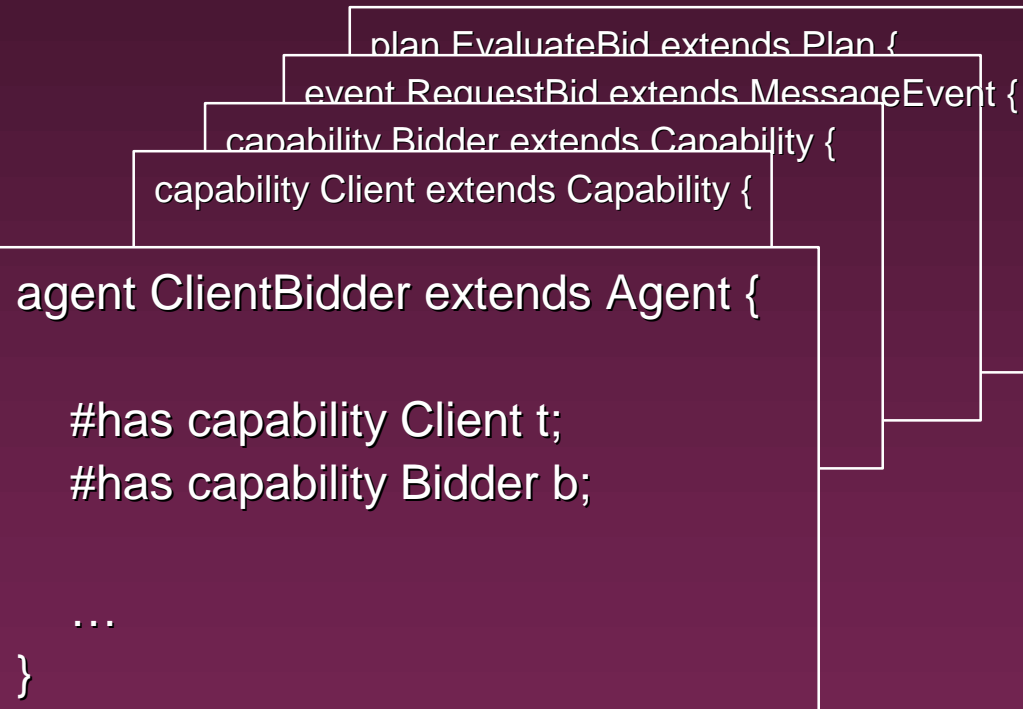 plan EvaluateBid extends Plan {
event RequestBid extends MessageEvent {
capability Bidder extends Capability {
capability Client extends Capability {
agent ClientBidder extends Agent {
#has capability Client t;
#has capability Bidder b;
…
}